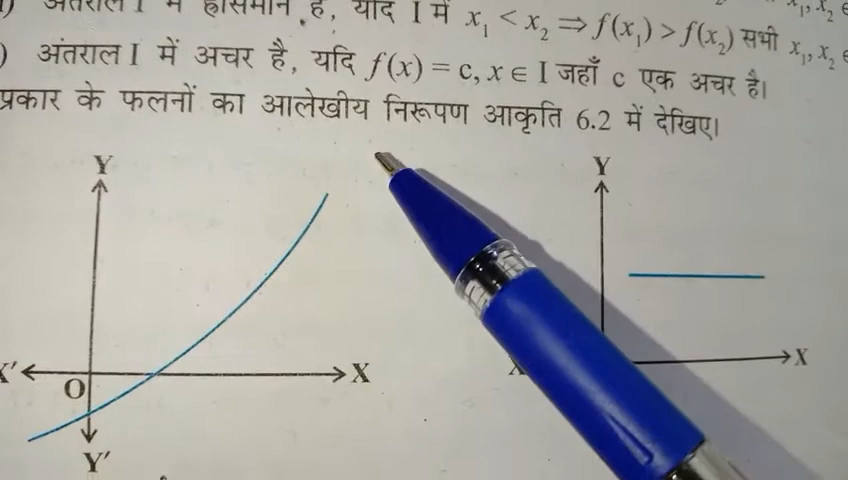 अंतराल I में ह्रासमान है, यदि I में x₁ < x₂ ⇒ f(x₁) > f(x₂) सभी x₁, x₂ ∈
) अंतराल I में अचर है, यदि f(x) = c, x ∈ I जहाँ c एक अचर है।
प्रकार के फलनों का आलेखीय निरूपण आकृति 6.2 में देखिए।
Y
Y
X′
X
O
Y′
X